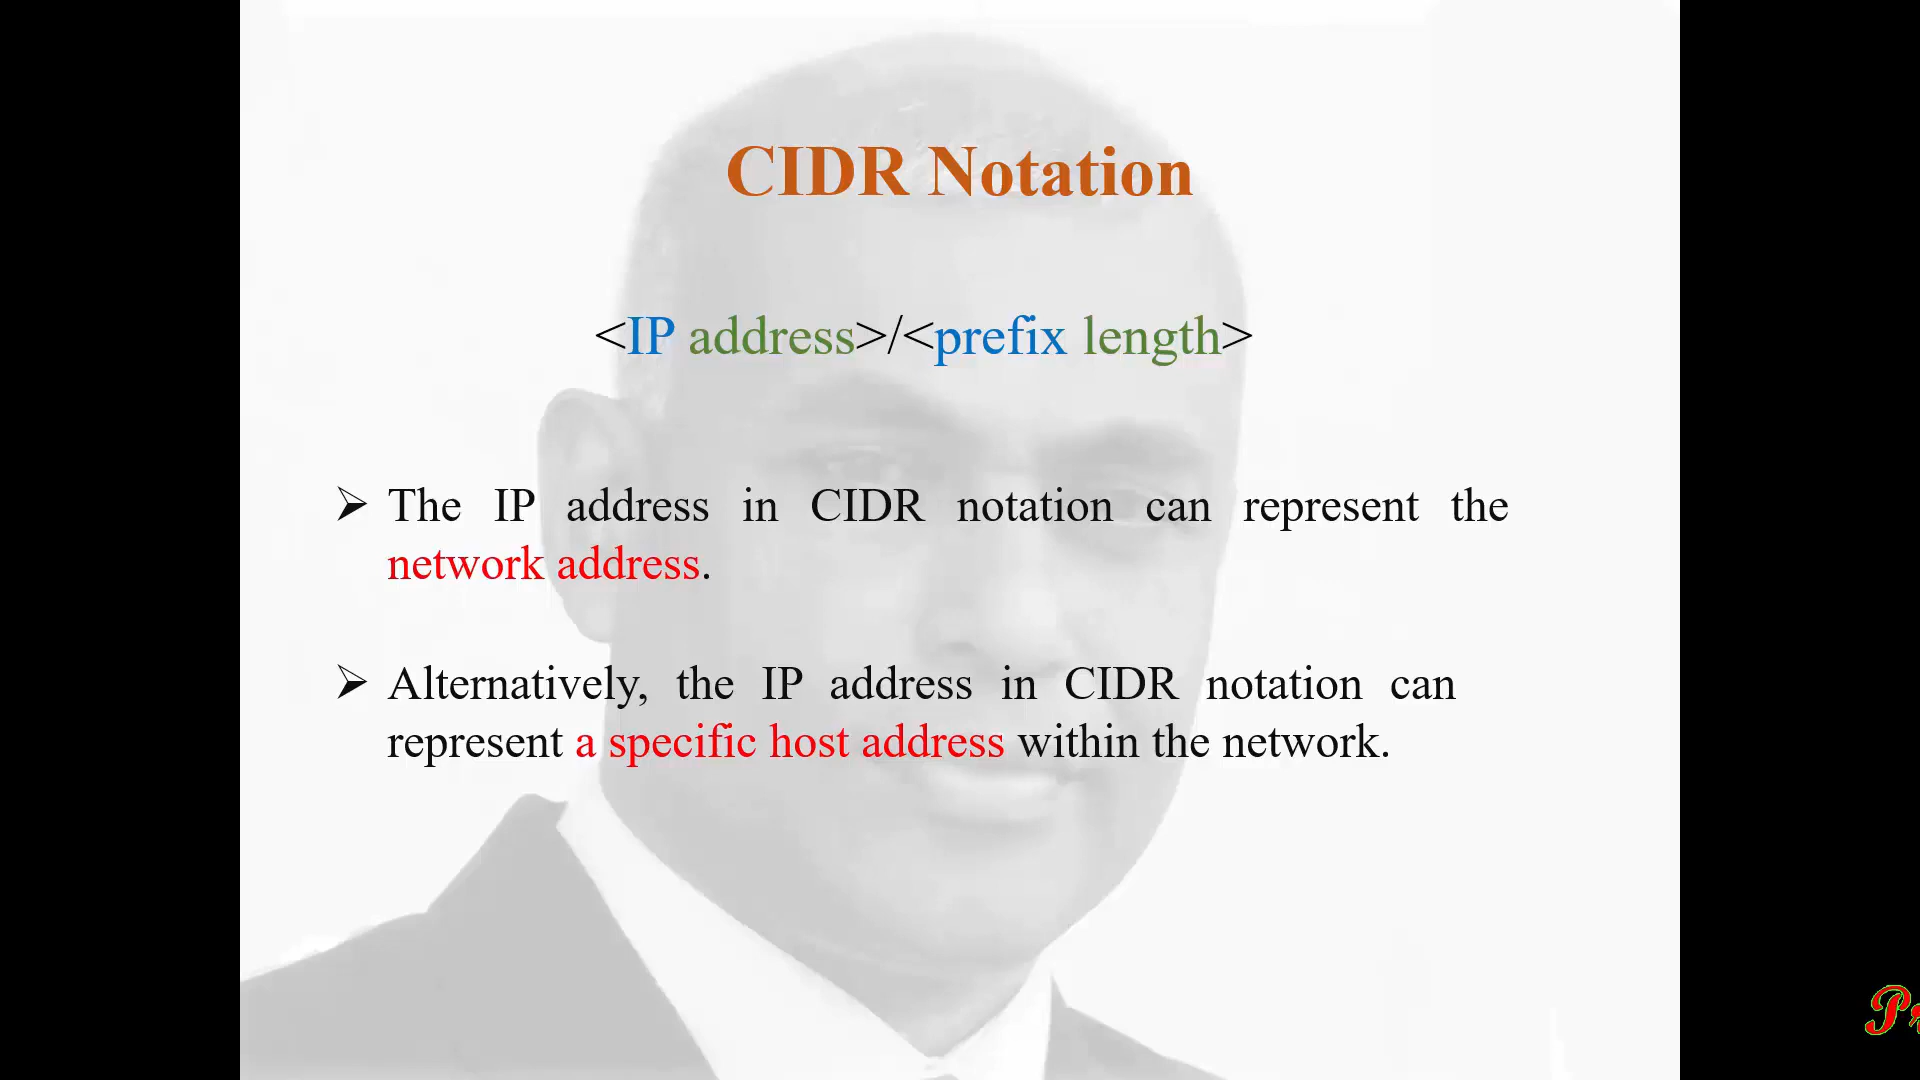 CIDR Notation
<IP address>/<prefix length>
➢ The IP address in CIDR notation can represent the
network address.
➢ Alternatively, the IP address in CIDR notation can
represent a specific host address within the network.